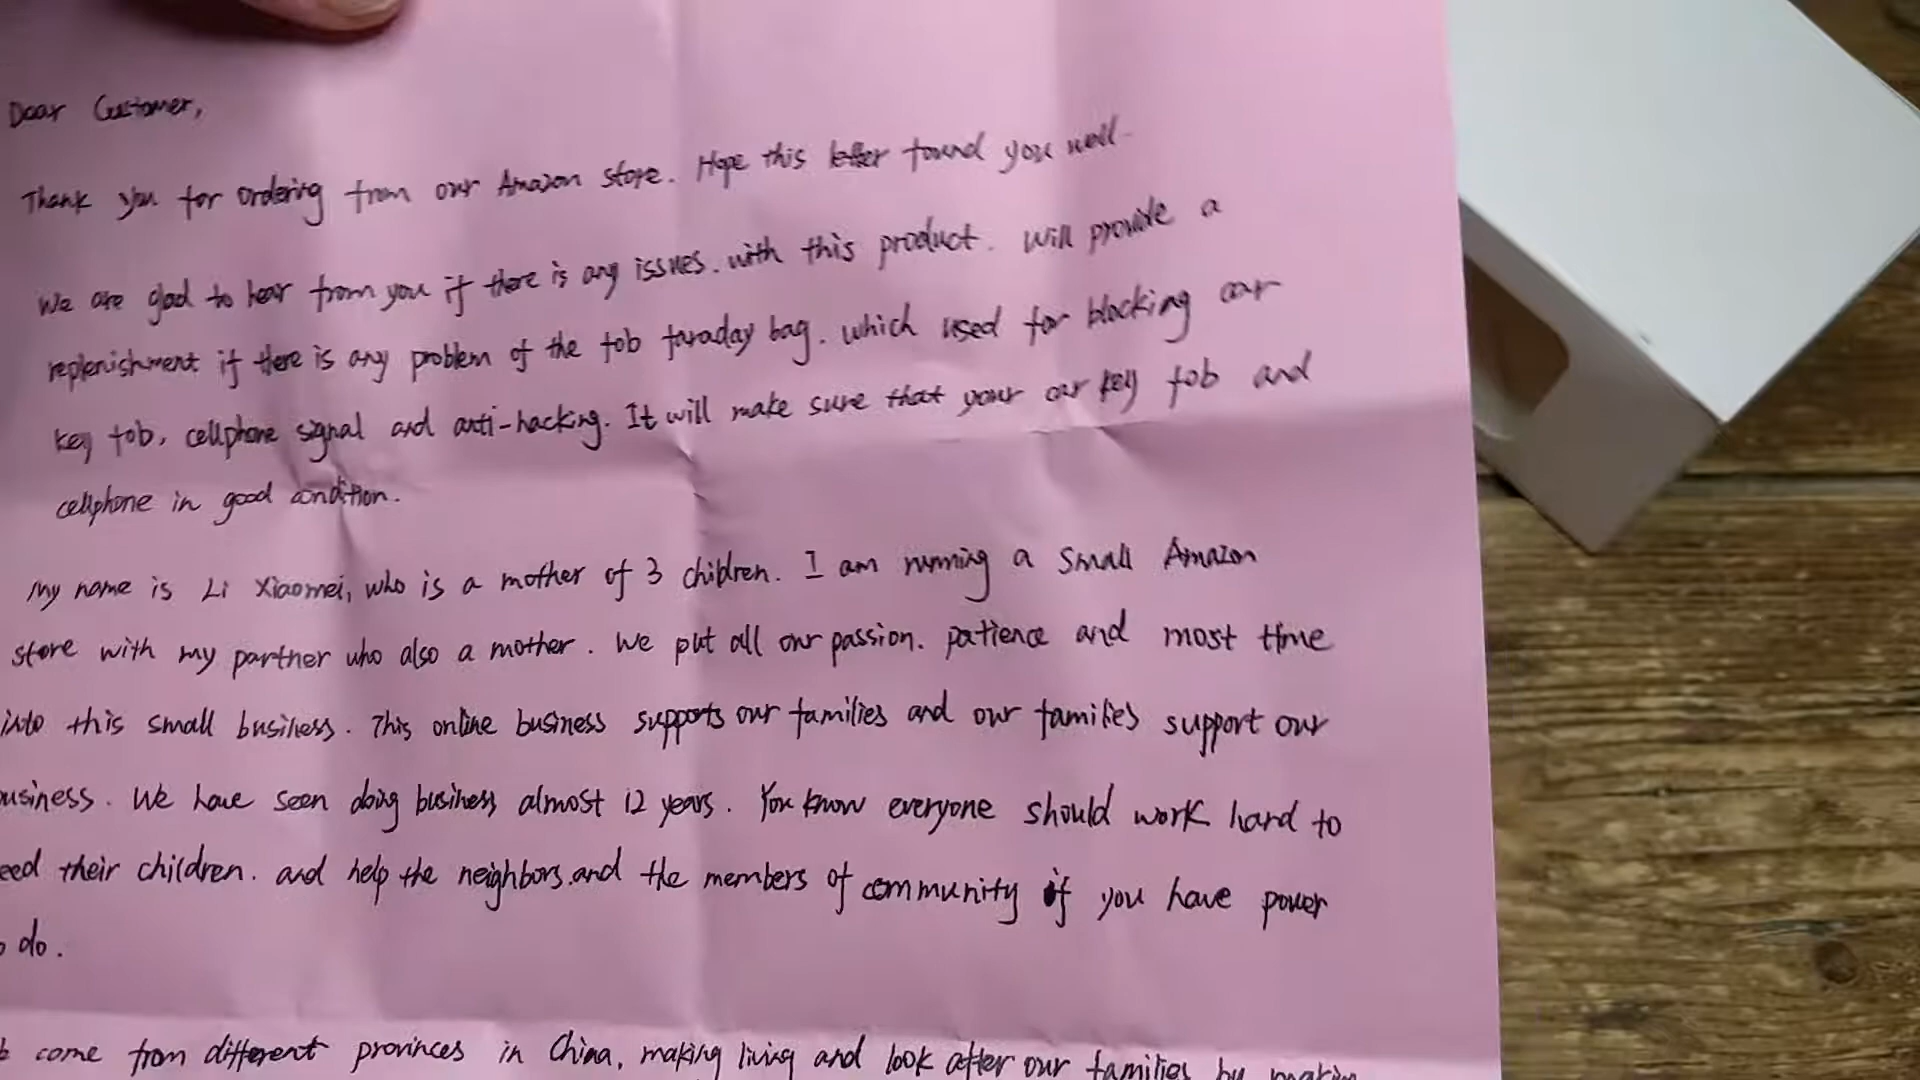 Dear Customer,
Thank you for ordering from our Amazon store. Hope this letter found you well.
We are glad to hear from you if there is any issues. with this product. Will provide a
replenishment if there is any problem of the fob faraday bag. which used for blocking car
key fob, cellphone signal and anti-hacking. It will make sure that your car key fob and
cellphone in good condition.
My name is Li Xiaomei, who is a mother of 3 children. I am running a small Amazon
store with my partner who also a mother. We put all our passion. patience and most time
into this small business. This online business supports our families and our families support our
usiness. We have seen doing business almost 12 years. You know everyone should work hard to
eed their children. and help the neighbors.and the members of community if you have power
o do.
come from different provinces in China, making living and look after our families by making